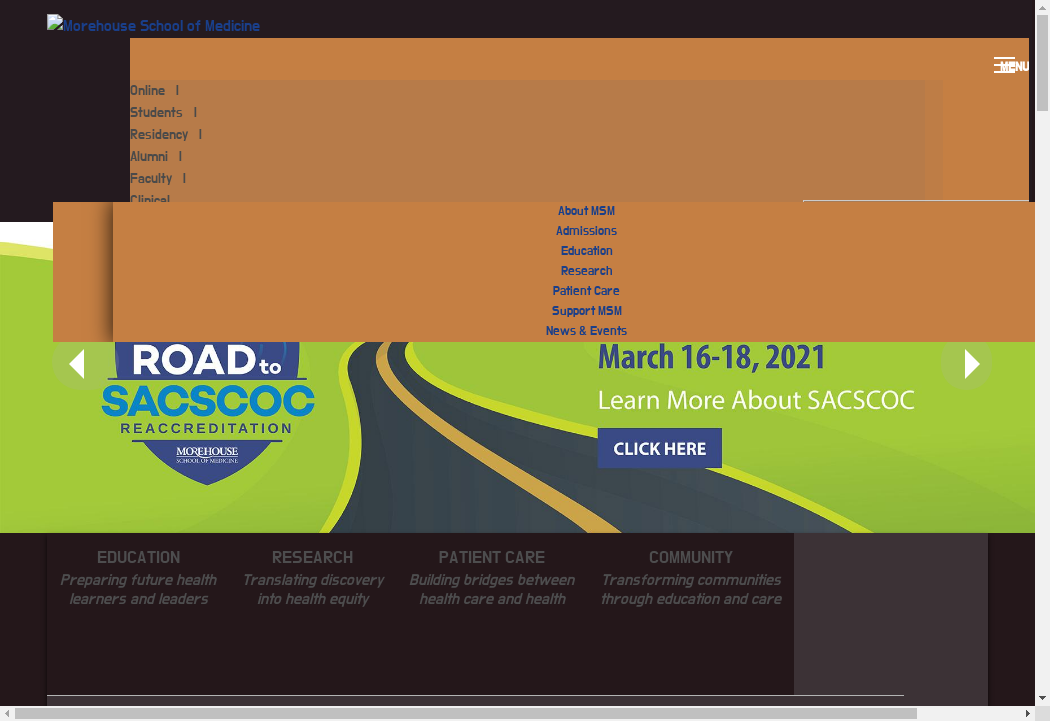 Morehouse School of Medicine
MENU
Online |
Students |
Residency |
Alumni |
Faculty |
Clinical
About MSM
Admissions
Education
Research
Patient Care
Support MSM
News & Events
ROAD to
SACSCOC
REACCREDITATION
MOREHOUSE
SCHOOL OF MEDICINE
March 16-18, 2021
Learn More About SACSCOC
CLICK HERE
EDUCATION
Preparing future health
learners and leaders
RESEARCH
Translating discovery
into health equity
PATIENT CARE
Building bridges between
health care and health
COMMUNITY
Transforming communities
through education and care